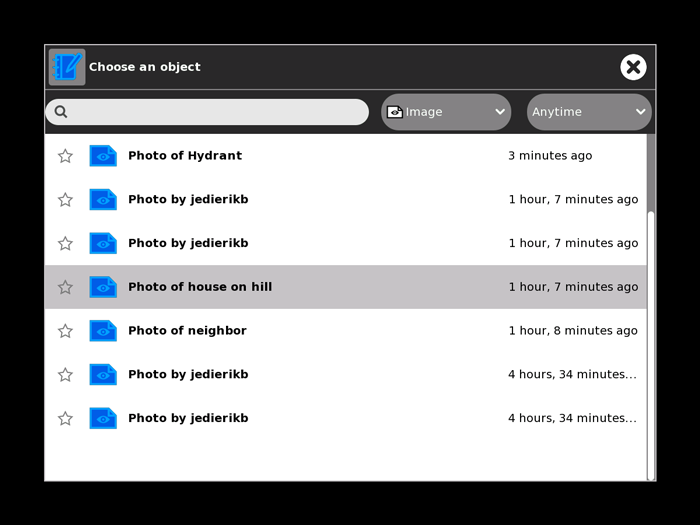 Choose an object
Image
Anytime
Photo of Hydrant 3 minutes ago
Photo by jedierikb 1 hour, 7 minutes ago
Photo by jedierikb 1 hour, 7 minutes ago
Photo of house on hill 1 hour, 7 minutes ago
Photo of neighbor 1 hour, 8 minutes ago
Photo by jedierikb 4 hours, 34 minutes...
Photo by jedierikb 4 hours, 34 minutes...